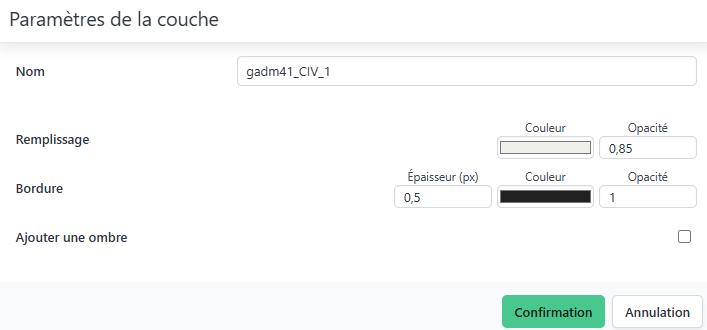 Paramètres de la couche
Nom
gadm41_CIV_1
Couleur
Opacité
Remplissage
0,85
Épaisseur (px)
Couleur
Opacité
Bordure
0,5
1
Ajouter une ombre
Confirmation
Annulation